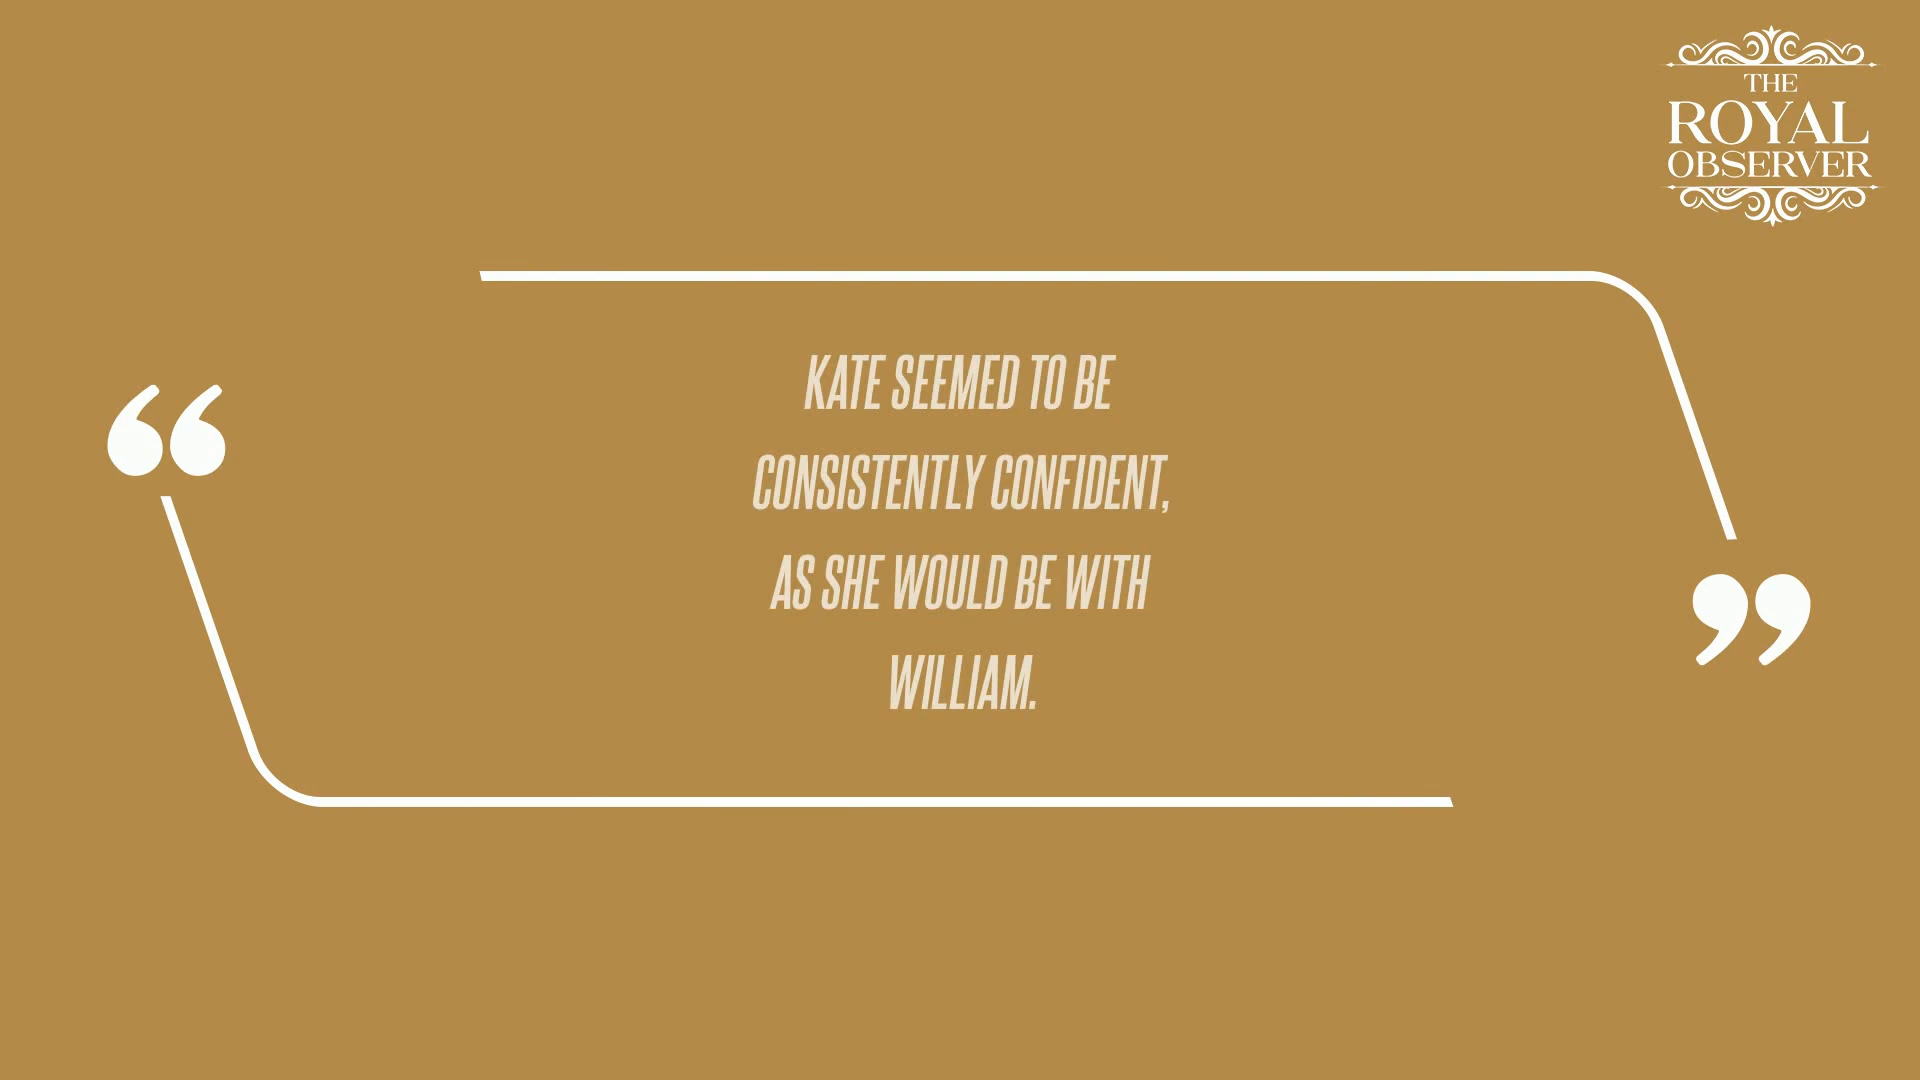 THE
ROYAL
OBSERVER
KATE SEEMED TO BE
CONSISTENTLY CONFIDENT,
AS SHE WOULD BE WITH
WILLIAM.